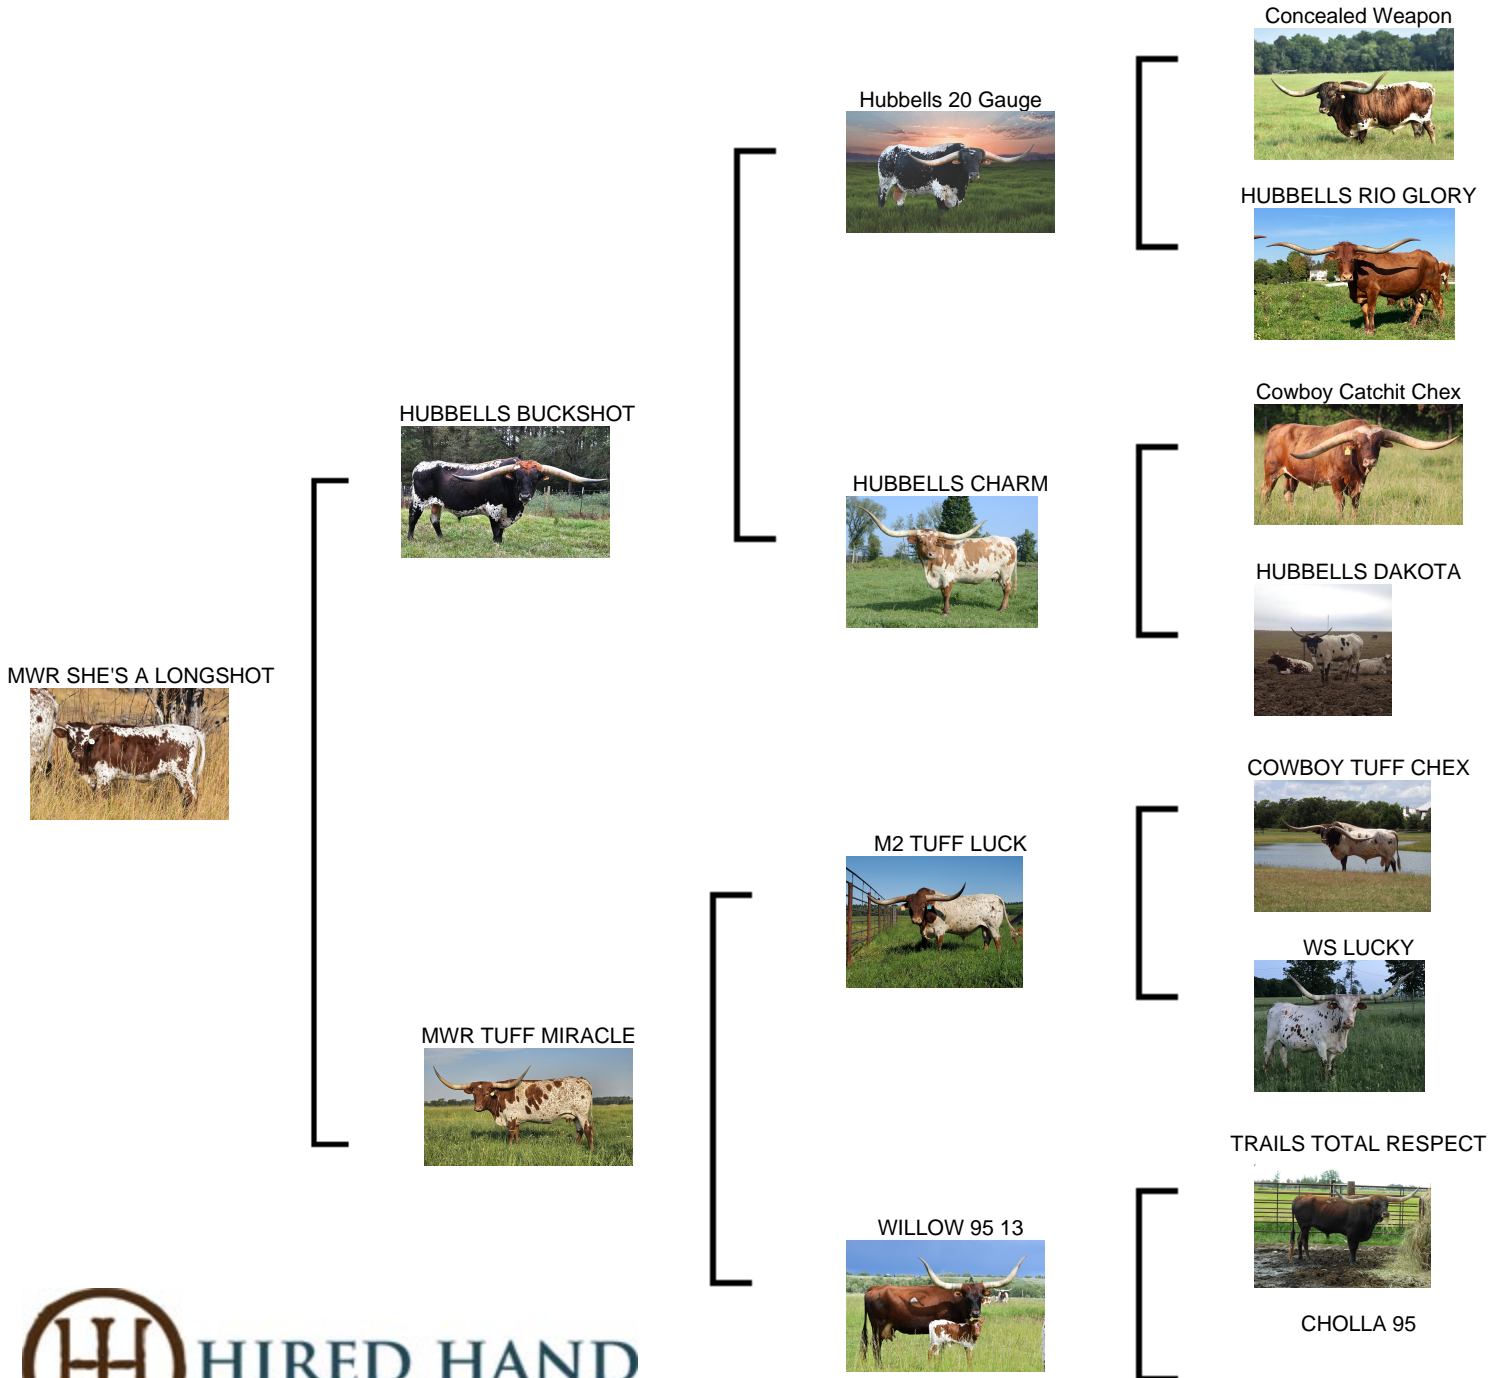 Concealed Weapon
Hubbells 20 Gauge
HUBBELLS RIO GLORY
Cowboy Catchit Chex
HUBBELLS BUCKSHOT
HUBBELLS CHARM
HUBBELLS DAKOTA
MWR SHE'S A LONGSHOT
COWBOY TUFF CHEX
M2 TUFF LUCK
WS LUCKY
MWR TUFF MIRACLE
TRAILS TOTAL RESPECT
WILLOW 95 13
CHOLLA 95
HIRED HAND